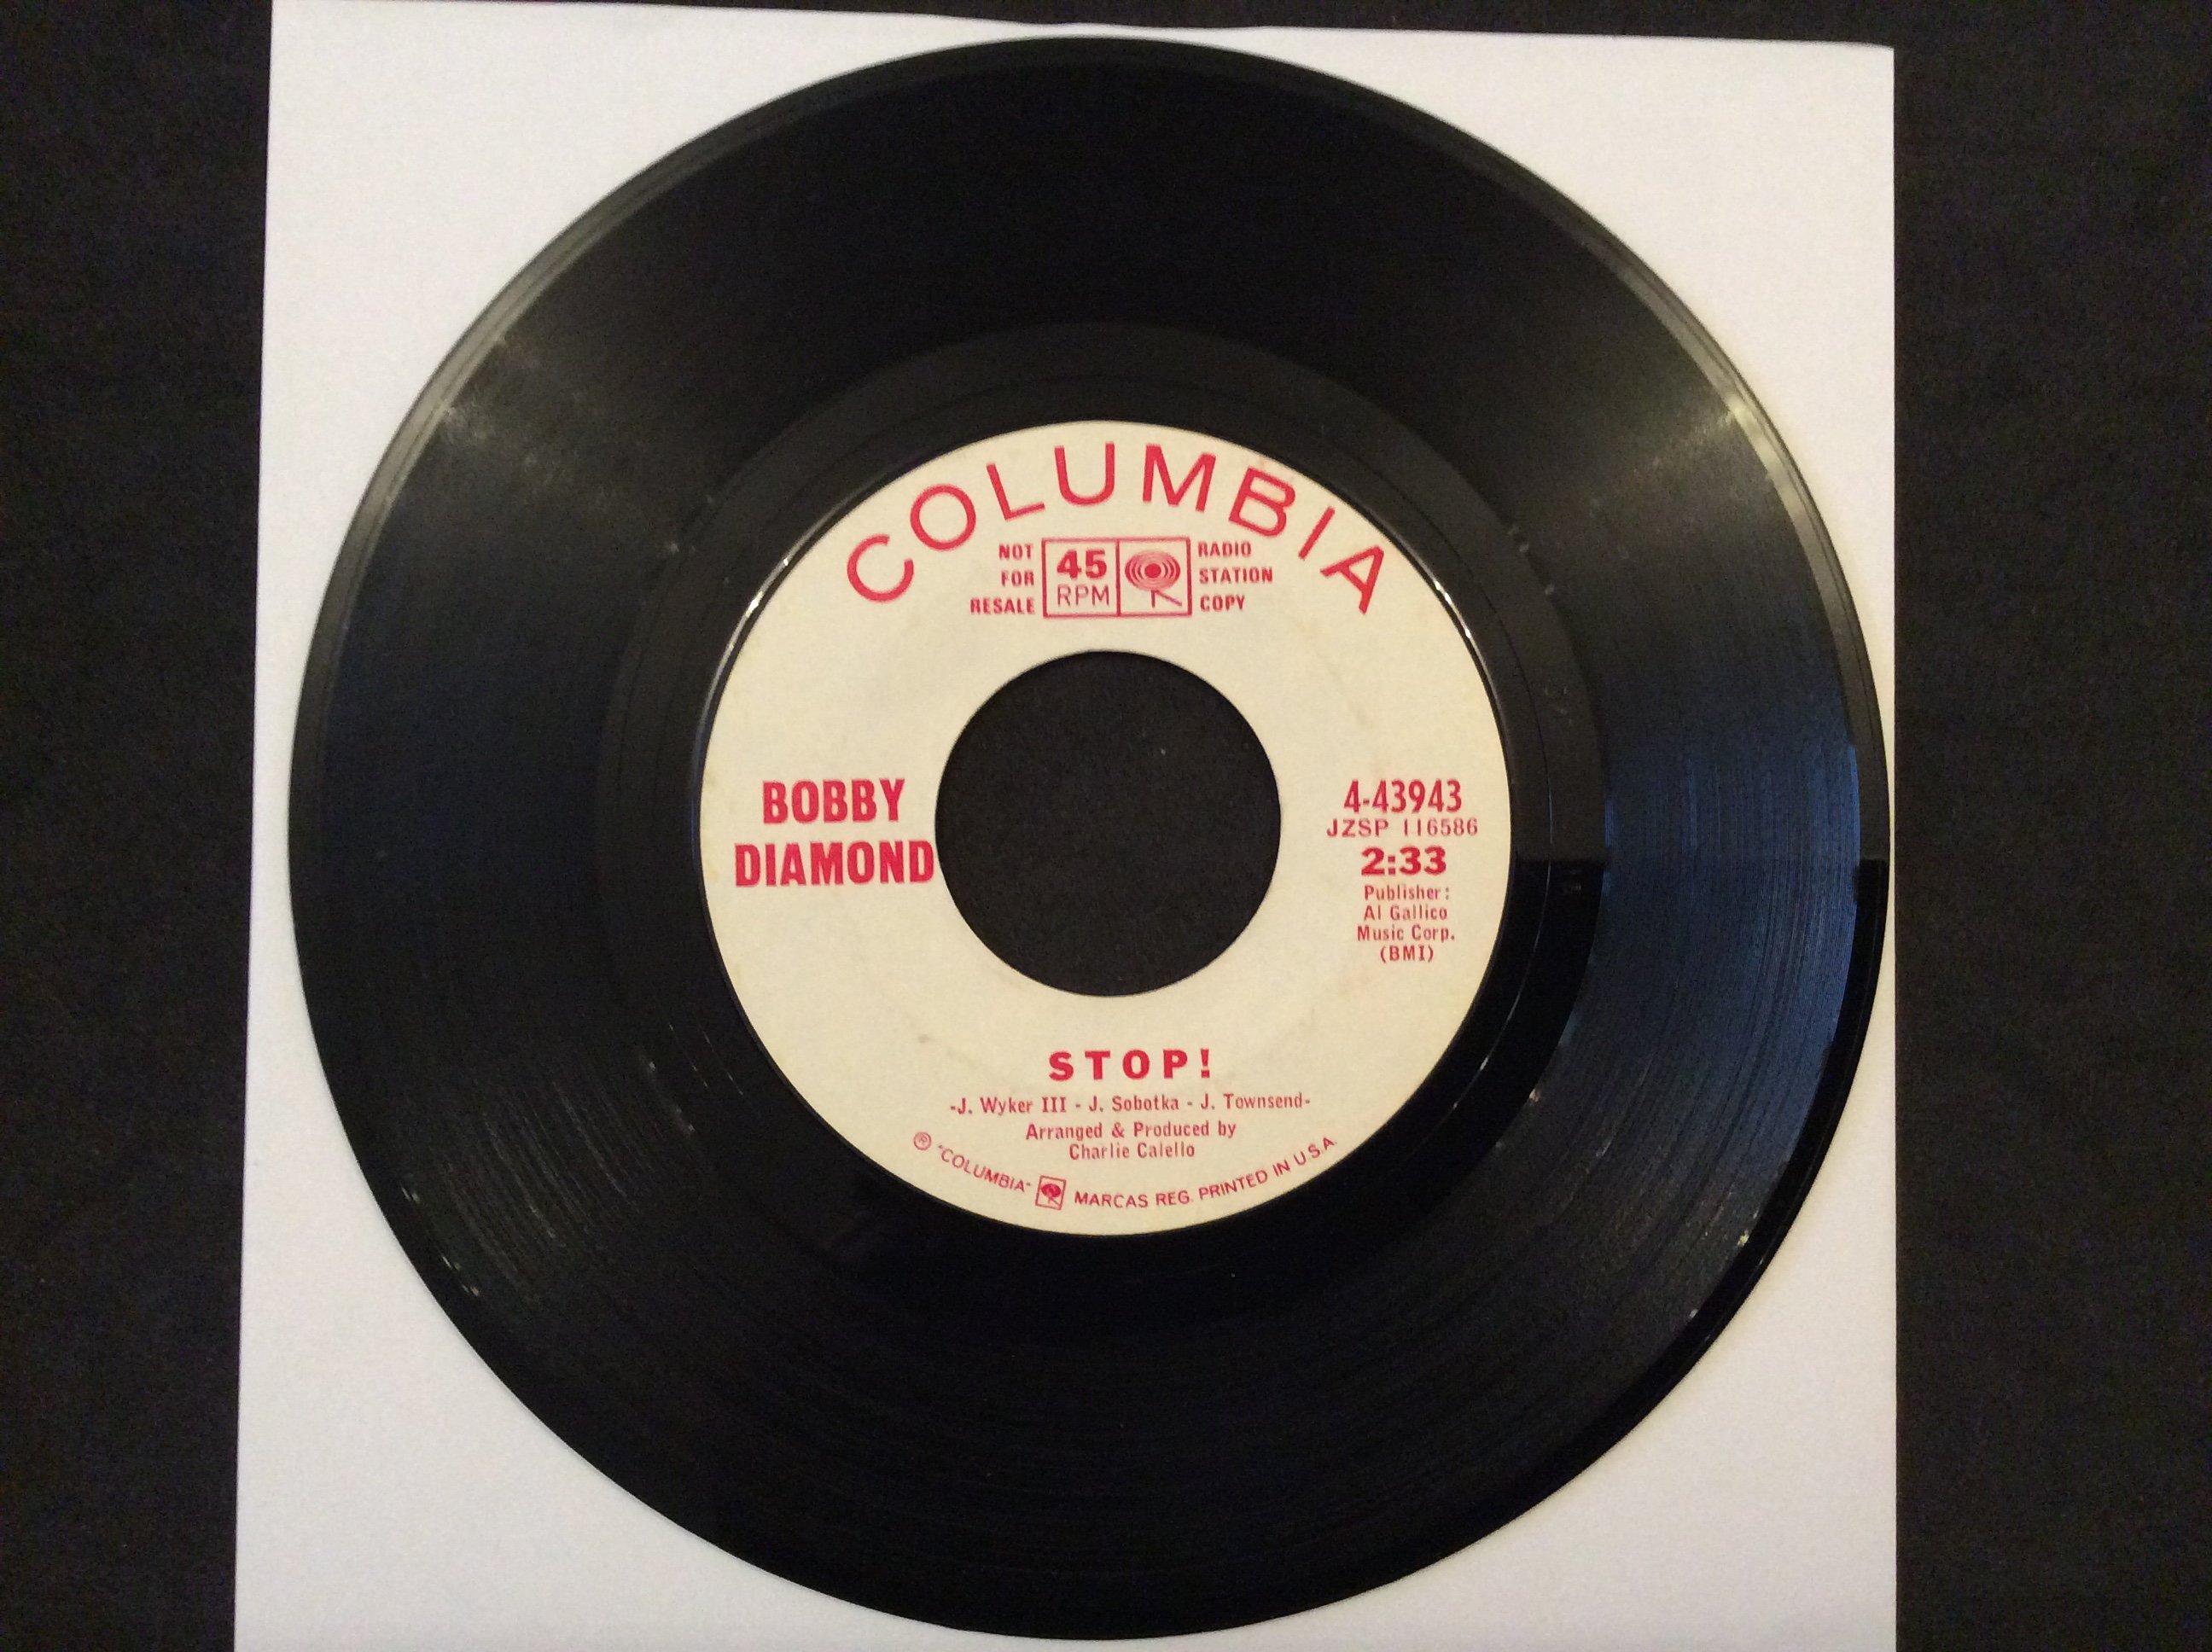 COLUMBIA
NOT
FOR
RESALE
45
RPM
RADIO
STATION
COPY
BOBBY
DIAMOND
4-43943
JZSP 116586
2:33
Publisher:
Al Gallico
Music Corp.
(BMI)
STOP!
-J. Wyker III - J. Sobotka - J. Townsend-
Arranged & Produced by
Charlie Calello
® "COLUMBIA" MARCAS REG. PRINTED IN U.S.A.